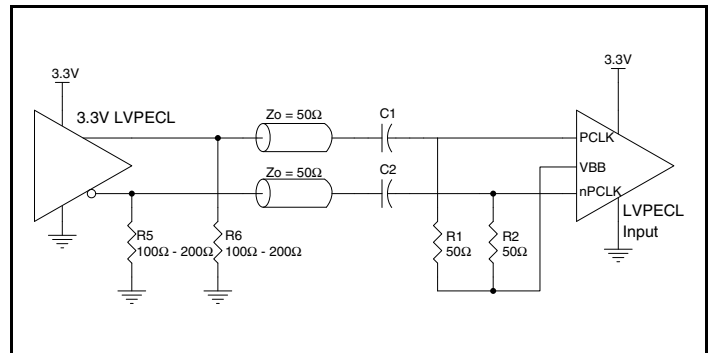 3.3V
3.3V
3.3V LVPECL
Zo = 50Ω
C1
PCLK
VBB
Zo = 50Ω
C2
nPCLK
LVPECL
Input
R5
100Ω - 200Ω
R6
100Ω - 200Ω
R1
50Ω
R2
50Ω